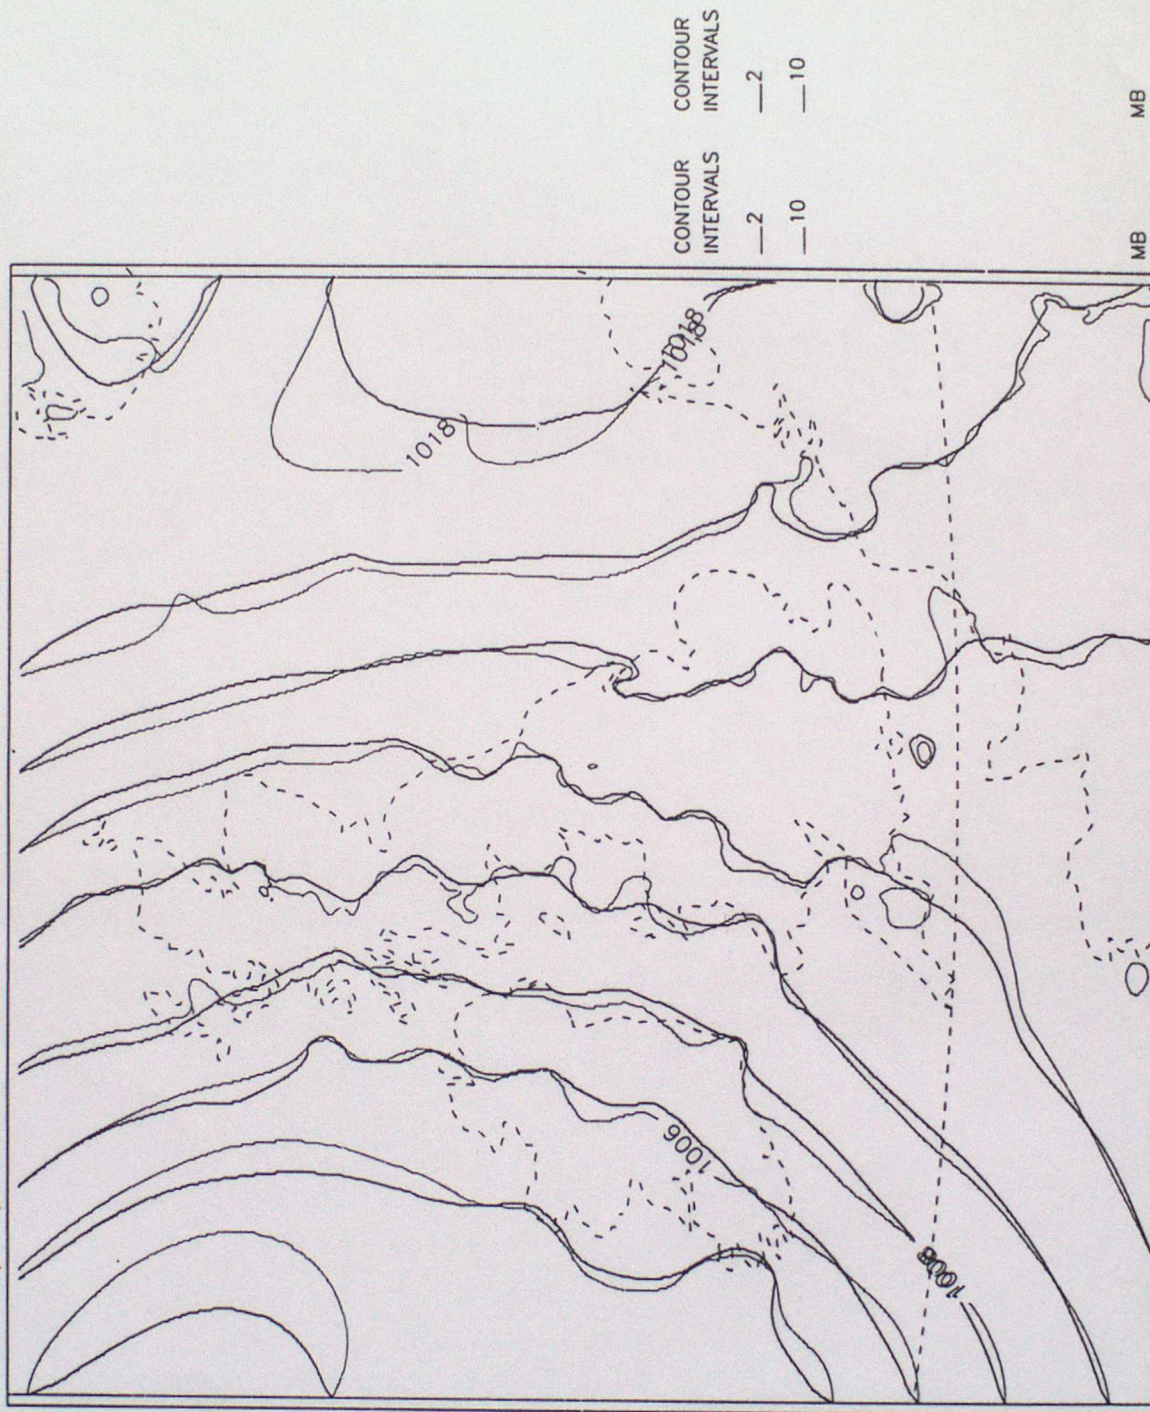 CONTOUR
INTERVALS
—2
—10
MB
CONTOUR
INTERVALS
—2
—10
MB
1018
1018
1006
1008